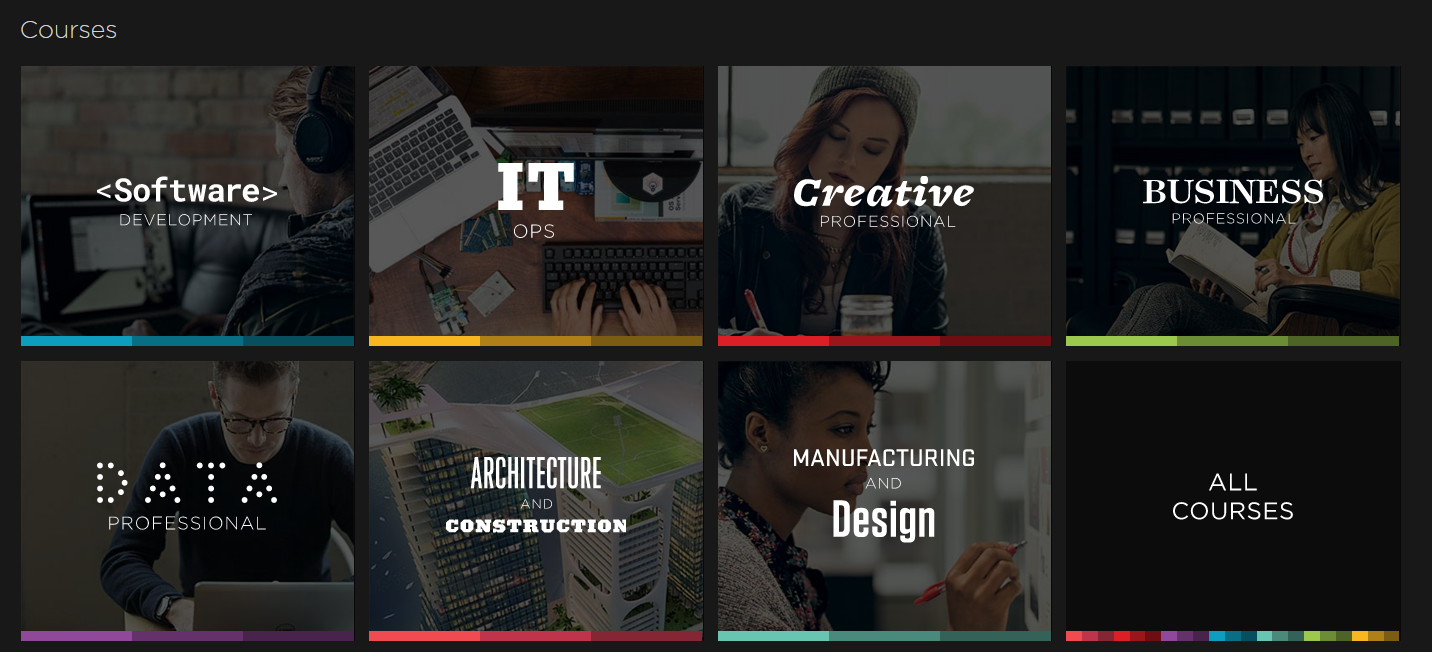 Courses
<Software>
DEVELOPMENT
IT
OPS
Creative
PROFESSIONAL
BUSINESS
PROFESSIONAL
DATA
PROFESSIONAL
ARCHITECTURE
AND
CONSTRUCTION
MANUFACTURING
AND
Design
ALL
COURSES